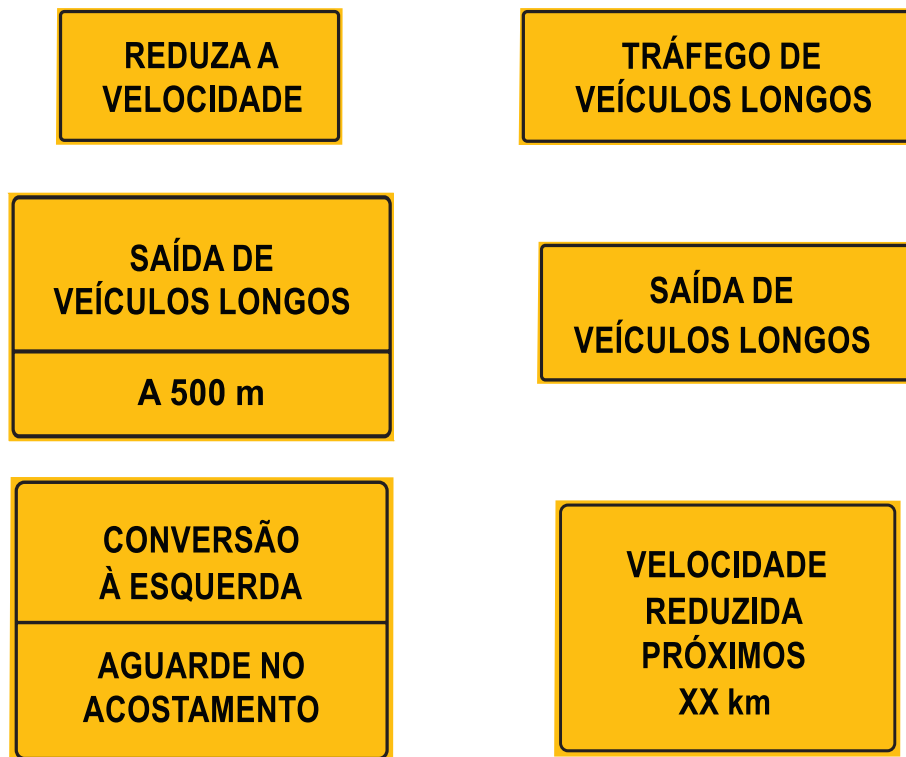 REDUZA A
VELOCIDADE
TRÁFEGO DE
VEÍCULOS LONGOS
SAÍDA DE
VEÍCULOS LONGOS
A 500 m
SAÍDA DE
VEÍCULOS LONGOS
CONVERSÃO
À ESQUERDA
AGUARDE NO
ACOSTAMENTO
VELOCIDADE
REDUZIDA
PRÓXIMOS
XX km